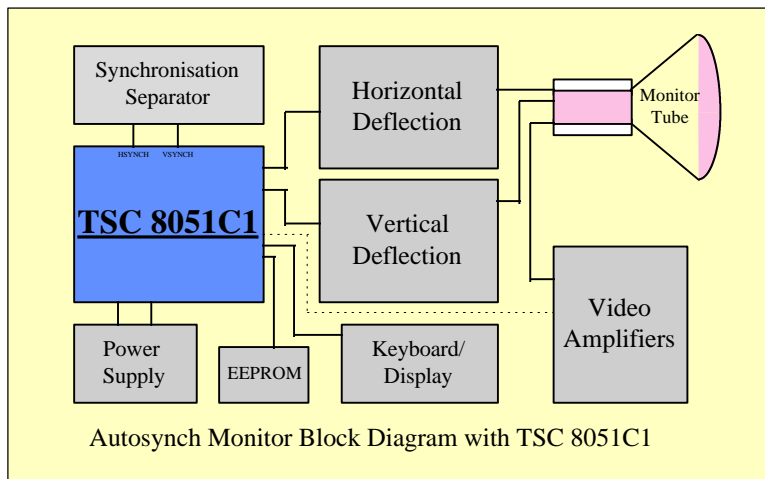 Synchronisation
Separator
HSYNCH VSYNCH
TSC 8051C1
Horizontal
Deflection
Monitor
Tube
Vertical
Deflection
Video
Amplifiers
Power
Supply
EEPROM
Keyboard/
Display
Autosynch Monitor Block Diagram with TSC 8051C1